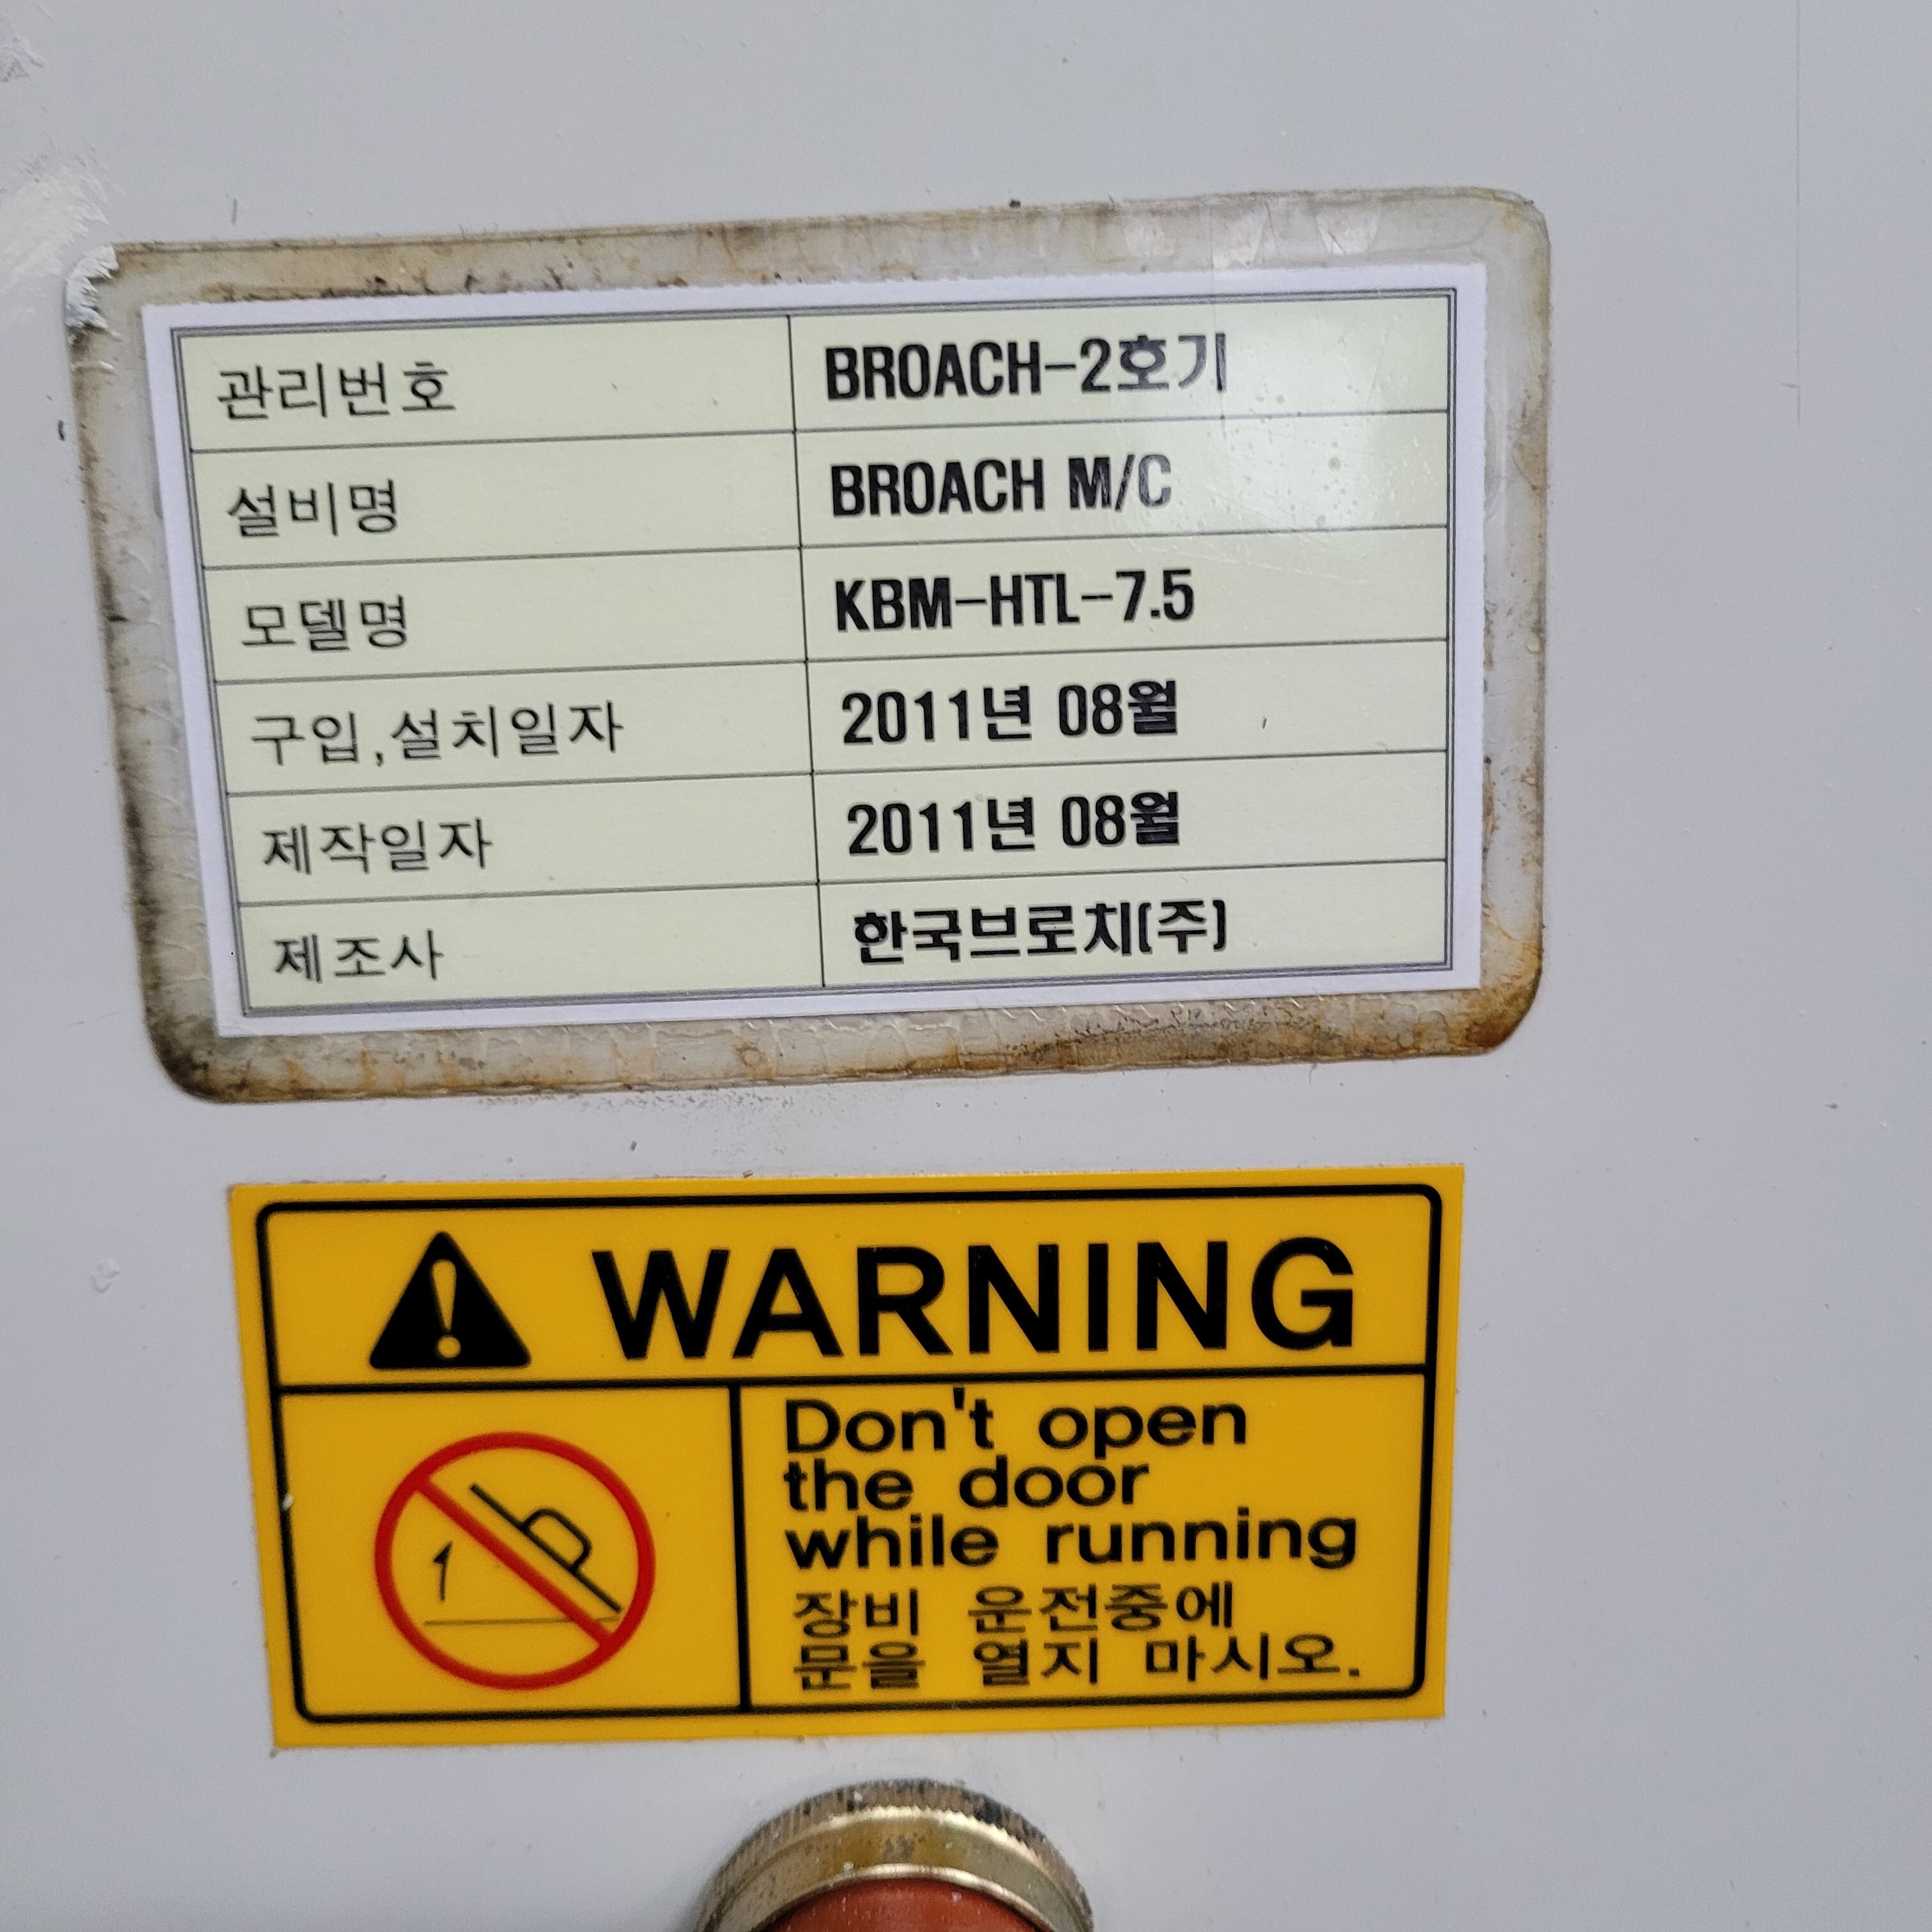 관리번호 BROACH-2호기
설비명 BROACH M/C
모델명 KBM-HTL-7.5
구입,설치일자 2011년 08월
제작일자 2011년 08월
제조사 한국브로치(주)
WARNING
Don't open
the door
while running
장비 운전중에
문을 열지 마시오.